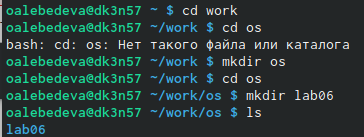 oalebedeva@dk3n57 ~ $ cd work
oalebedeva@dk3n57 ~/work $ cd os
bash: cd: os: Нет такого файла или каталога
oalebedeva@dk3n57 ~/work $ mkdir os
oalebedeva@dk3n57 ~/work $ cd os
oalebedeva@dk3n57 ~/work/os $ mkdir lab06
oalebedeva@dk3n57 ~/work/os $ ls
lab06